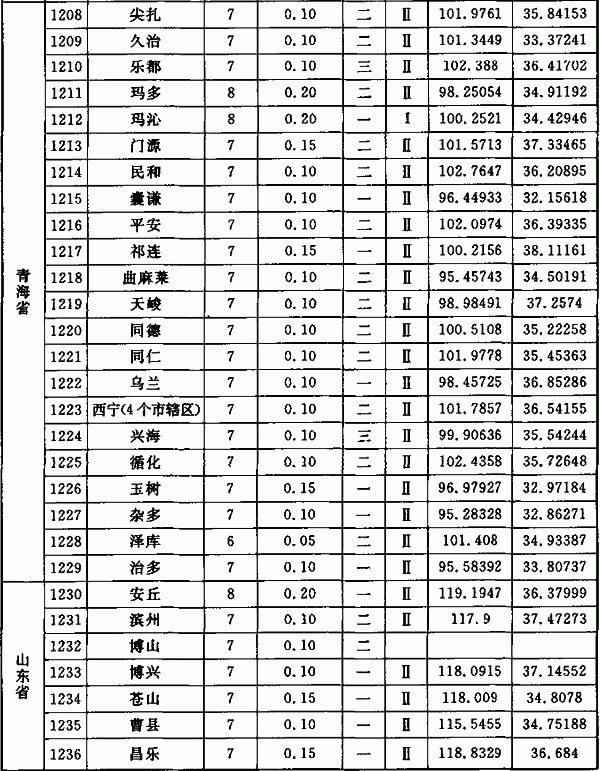 青海省
1208 尖扎 7 0.10 二 Ⅱ 101.9761 35.84153
1209 久治 7 0.10 二 Ⅱ 101.3449 33.37241
1210 乐都 7 0.10 三 Ⅱ 102.388 36.41702
1211 玛多 8 0.20 二 Ⅱ 98.25054 34.91192
1212 玛沁 8 0.20 一 Ⅰ 100.2521 34.42946
1213 门源 7 0.15 二 Ⅱ 101.5713 37.33465
1214 民和 7 0.10 二 Ⅱ 102.7647 36.20895
1215 囊谦 7 0.10 一 Ⅱ 96.44933 32.15618
1216 平安 7 0.10 二 Ⅱ 102.0974 36.39335
1217 祁连 7 0.15 一 Ⅱ 100.2156 38.11161
1218 曲麻莱 7 0.10 二 Ⅱ 95.45743 34.50191
1219 天峻 7 0.10 二 Ⅱ 98.98491 37.2574
1220 同德 7 0.10 二 Ⅱ 100.5108 35.22258
1221 同仁 7 0.10 二 Ⅱ 101.9778 35.45363
1222 乌兰 7 0.10 一 Ⅱ 98.45725 36.85286
1223 西宁(4个市辖区) 7 0.10 二 Ⅱ 101.7857 36.54155
1224 兴海 7 0.10 三 Ⅱ 99.90636 35.54244
1225 循化 7 0.10 二 Ⅱ 102.4358 35.72648
1226 玉树 7 0.15 一 Ⅱ 96.97927 32.97184
1227 杂多 7 0.10 一 Ⅱ 95.28328 32.86271
1228 泽库 6 0.05 二 Ⅱ 101.408 34.93387
1229 治多 7 0.10 一 Ⅱ 95.58392 33.80737
山东省
1230 安丘 8 0.20 一 Ⅱ 119.1947 36.37999
1231 滨州 7 0.10 二 Ⅱ 117.9 37.47273
1232 博山 7 0.10 二
1233 博兴 7 0.10 一 Ⅱ 118.0915 37.14552
1234 苍山 7 0.15 一 Ⅱ 118.009 34.8078
1235 曹县 7 0.10 一 Ⅱ 115.5455 34.75188
1236 昌乐 7 0.15 一 Ⅱ 118.8329 36.684